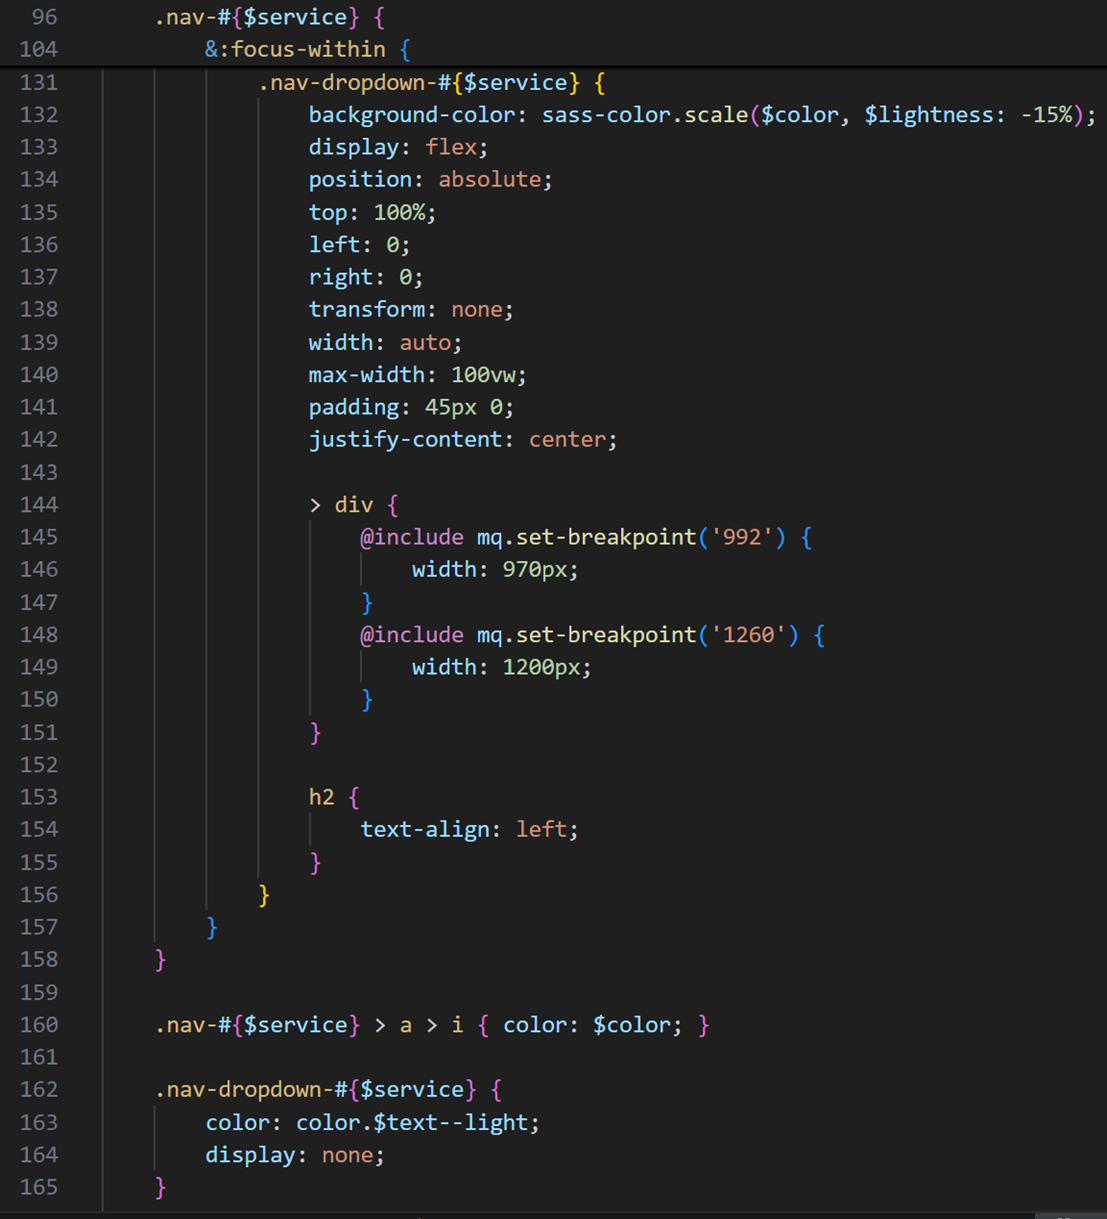 96 .nav-#{$service} {
104 &:focus-within {
131 .nav-dropdown-#{$service} {
132 background-color: sass-color.scale($color, $lightness: -15%);
133 display: flex;
134 position: absolute;
135 top: 100%;
136 left: 0;
137 right: 0;
138 transform: none;
139 width: auto;
140 max-width: 100vw;
141 padding: 45px 0;
142 justify-content: center;
143
144 > div {
145 @include mq.set-breakpoint('992') {
146 width: 970px;
147 }
148 @include mq.set-breakpoint('1260') {
149 width: 1200px;
150 }
151 }
152
153 h2 {
154 text-align: left;
155 }
156 }
157 }
158 }
159
160 .nav-#{$service} > a > i { color: $color; }
161
162 .nav-dropdown-#{$service} {
163 color: color.$text--light;
164 display: none;
165 }